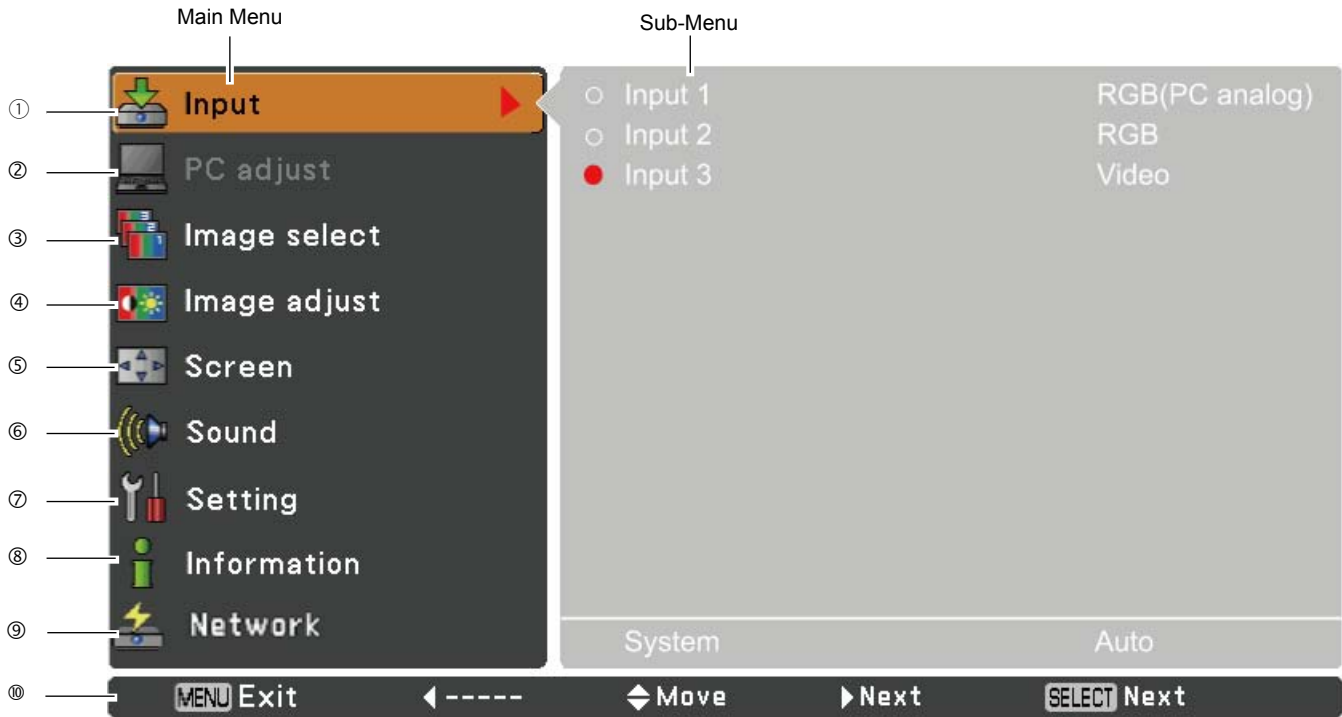 Main Menu
Sub-Menu
① Input
Input 1 RGB(PC analog)
Input 2 RGB
② PC adjust
Input 3 Video
③ Image select
④ Image adjust
⑤ Screen
⑥ Sound
⑦ Setting
⑧ Information
⑨ Network
System Auto
⑩ MENU Exit ◀----- Move ▶Next SELECT Next